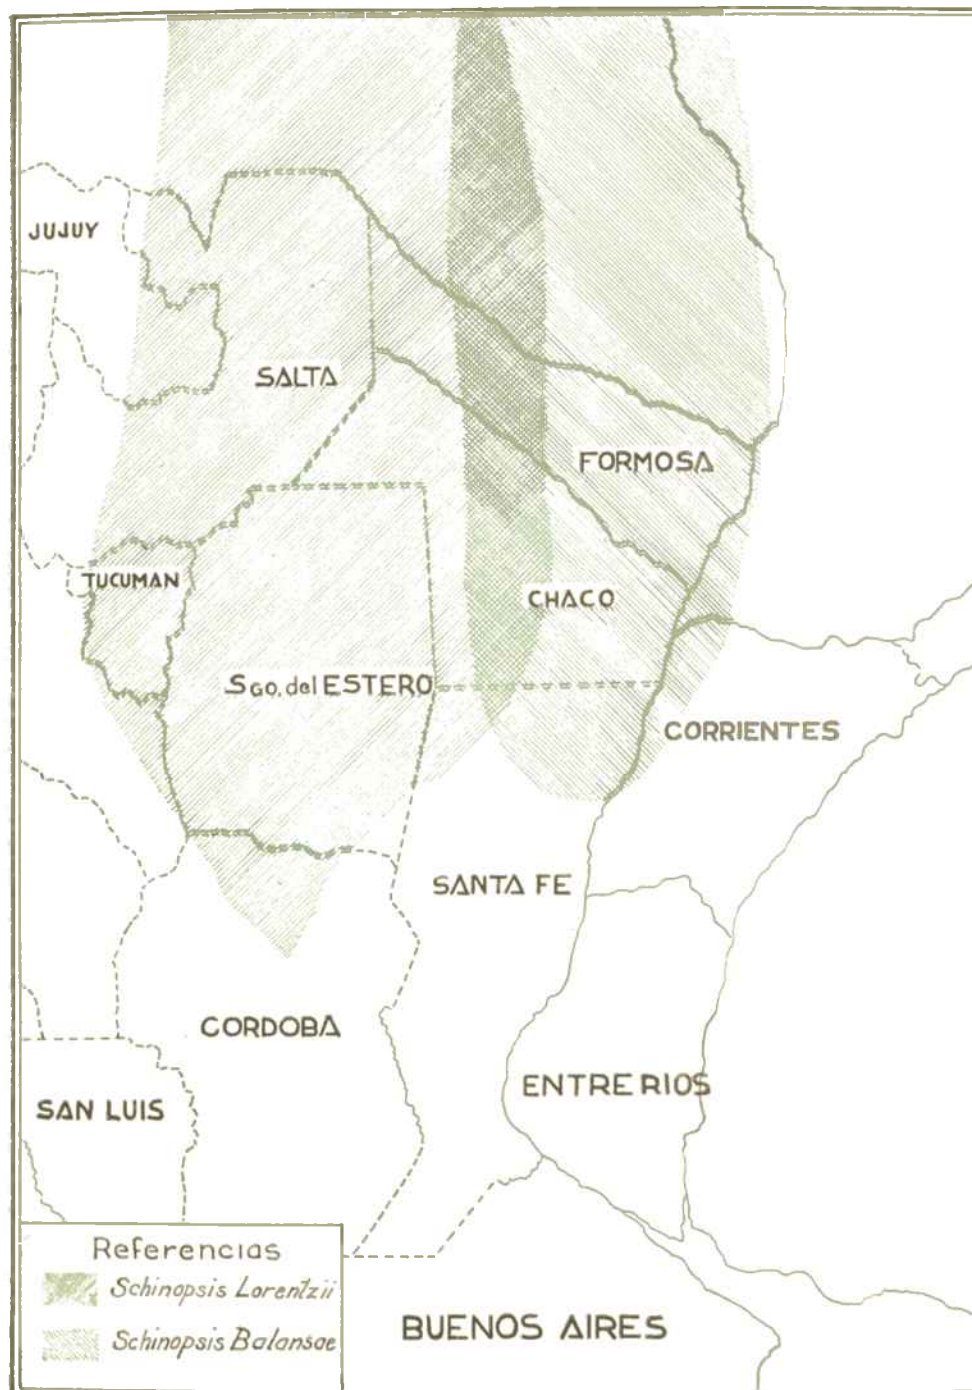 JUJUY
SALTA
FORMOSA
TUCUMAN
CHACO
SGO. del ESTERO
CORRIENTES
SANTA FE
CORDOBA
ENTRE RIOS
SAN LUIS
Referencias
Schinopsis Lorentzii
Schinopsis Balansae
BUENOS AIRES